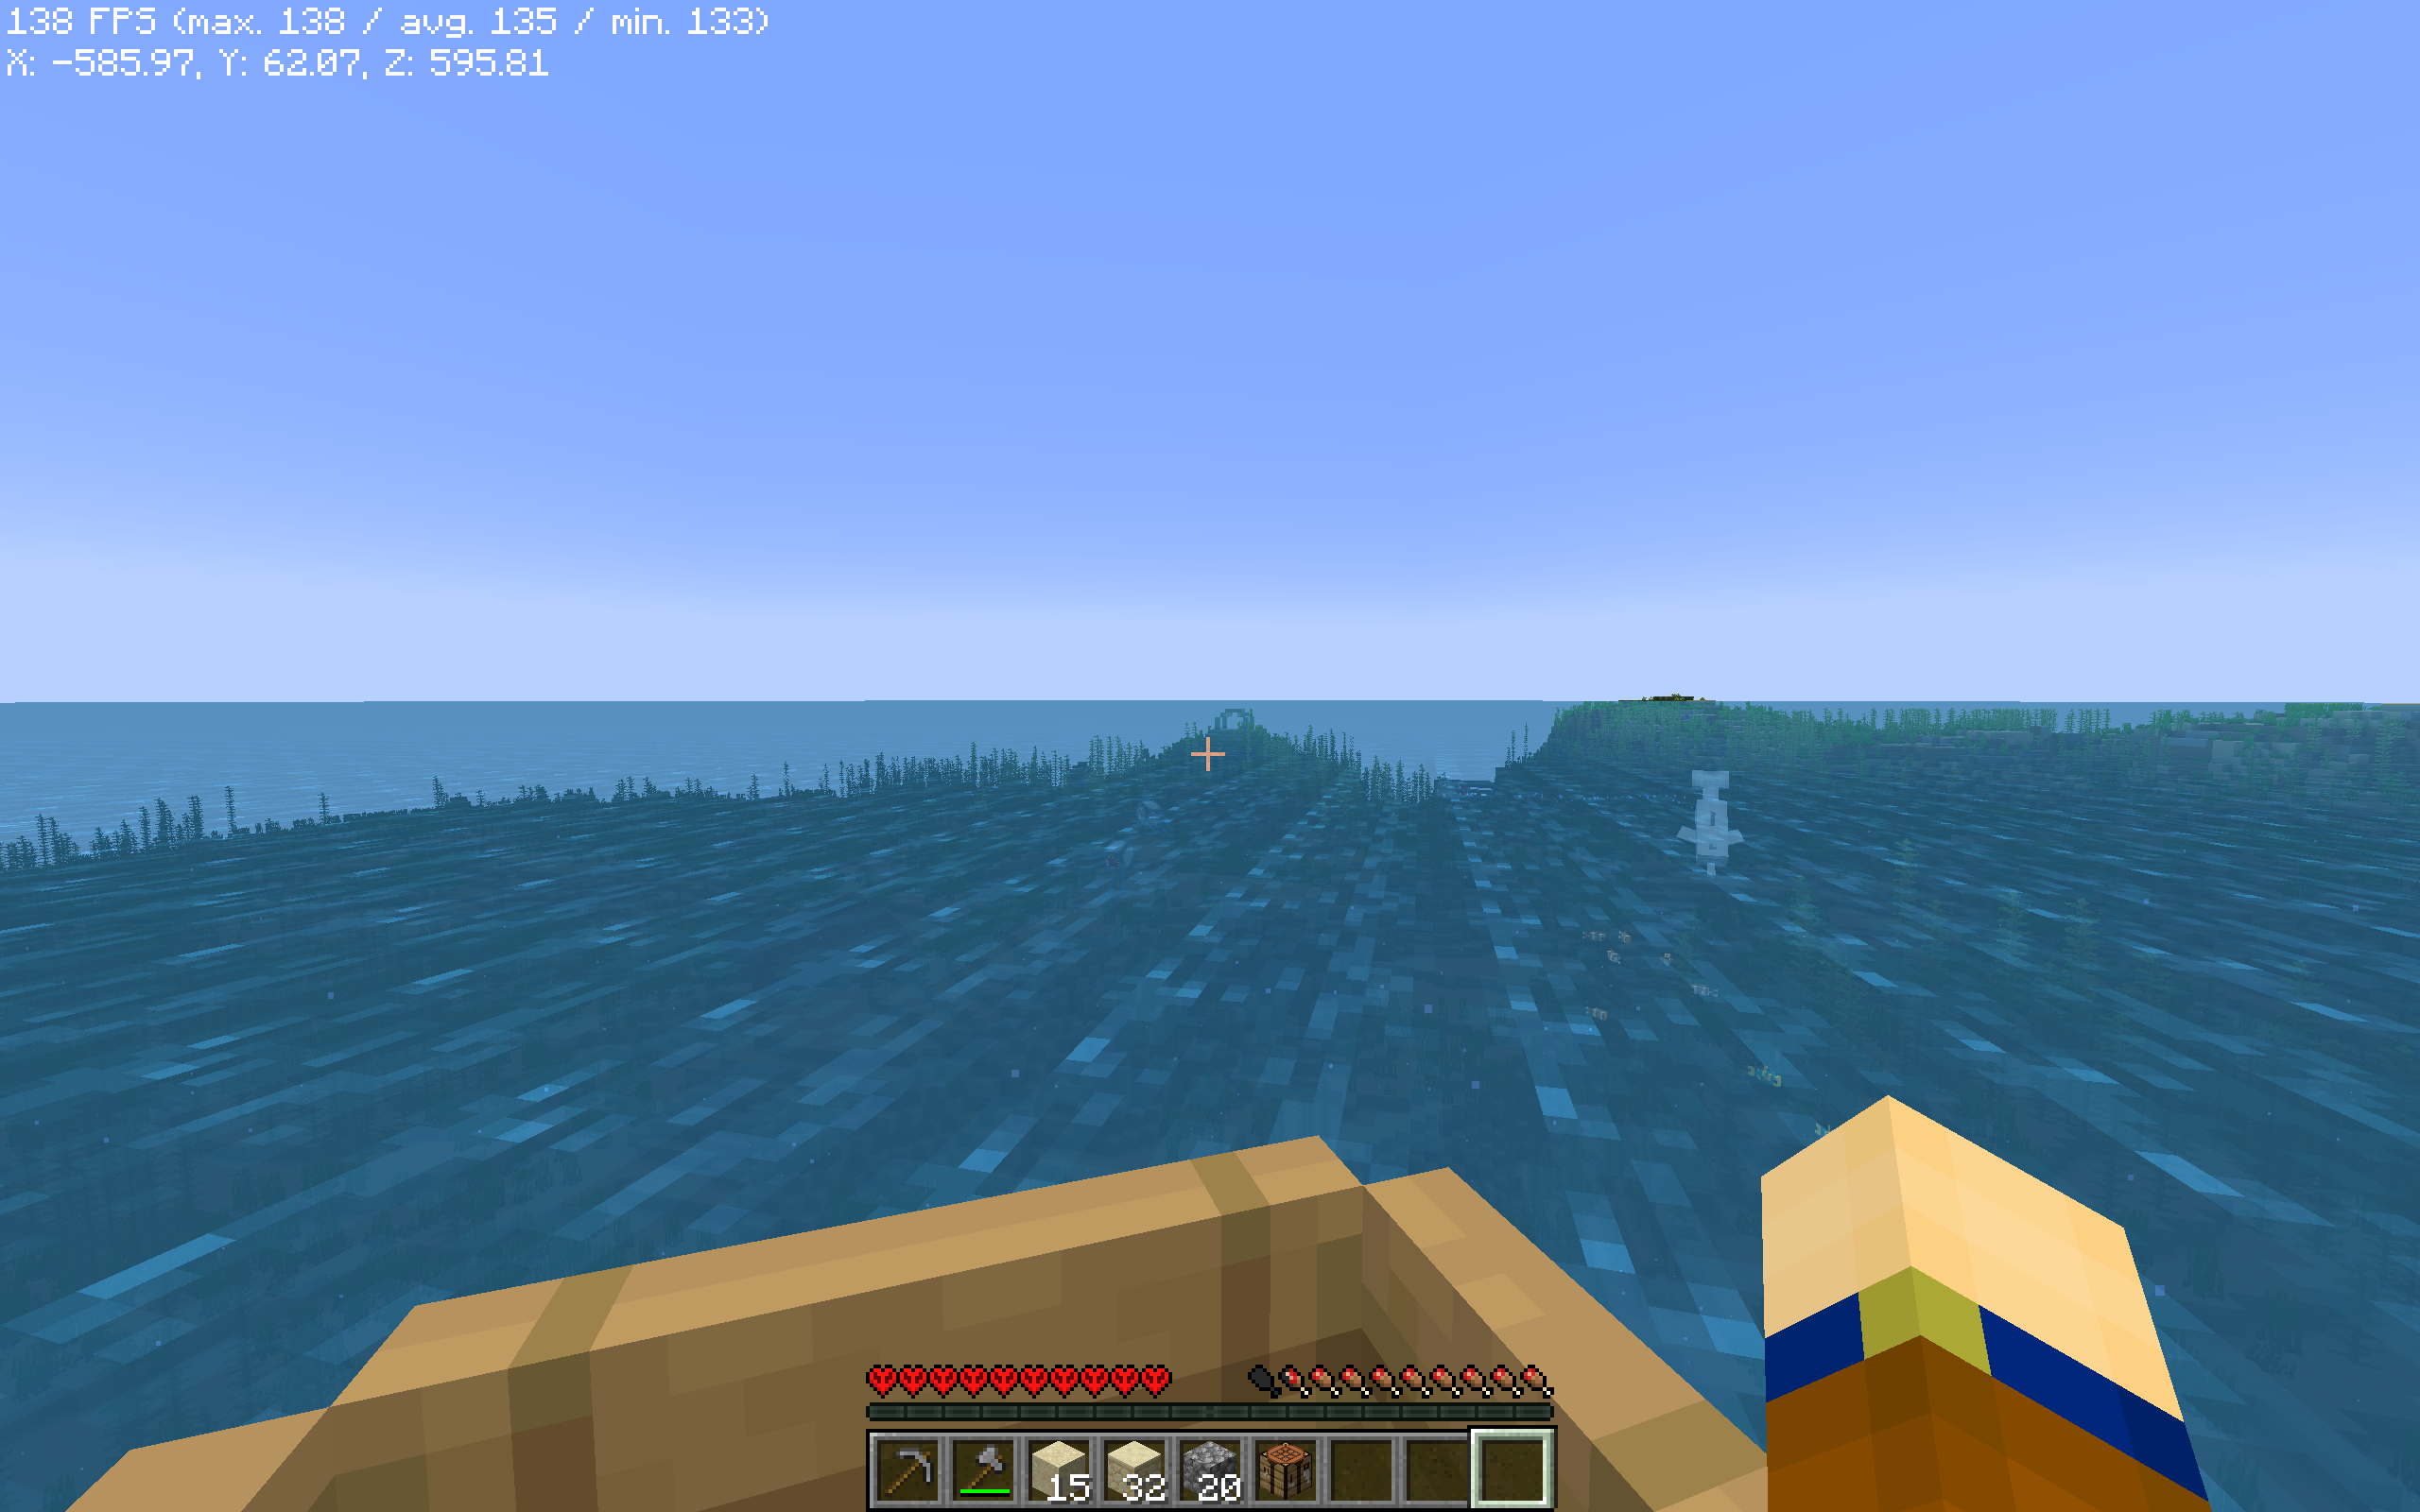 138 FPS (max. 138 / avg. 135 / min. 133)
X: -585.97, Y: 62.07, Z: 595.81
15 32 20